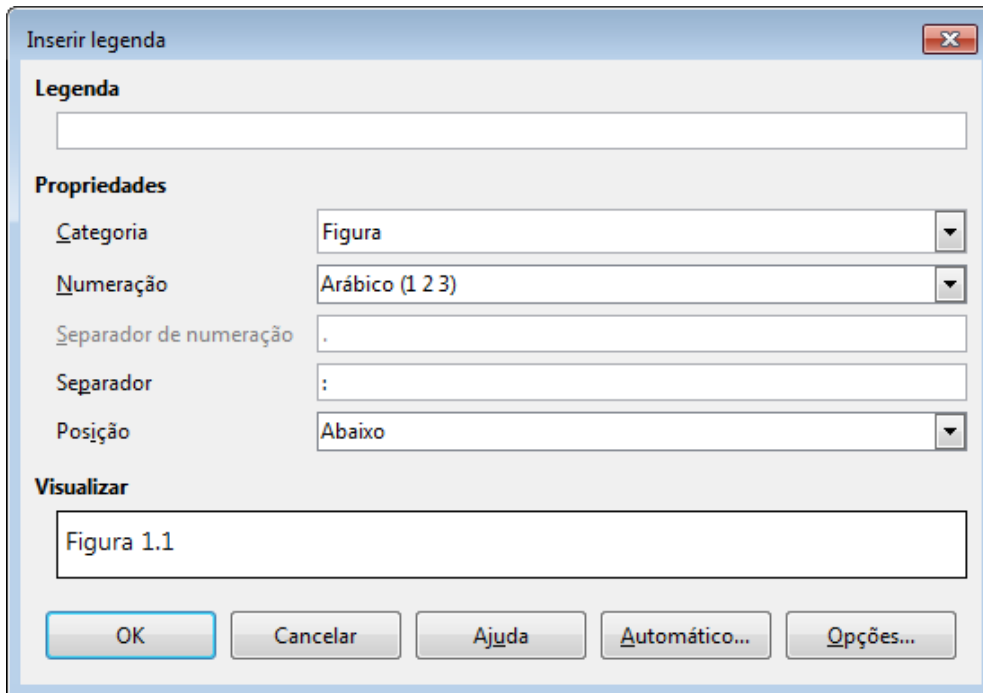 Inserir legenda
Legenda
Propriedades
Categoria Figura
Numeração Arábico (1 2 3)
Separador de numeração .
Separador :
Posição Abaixo
Visualizar
Figura 1.1
OK Cancelar Ajuda Automático... Opções...